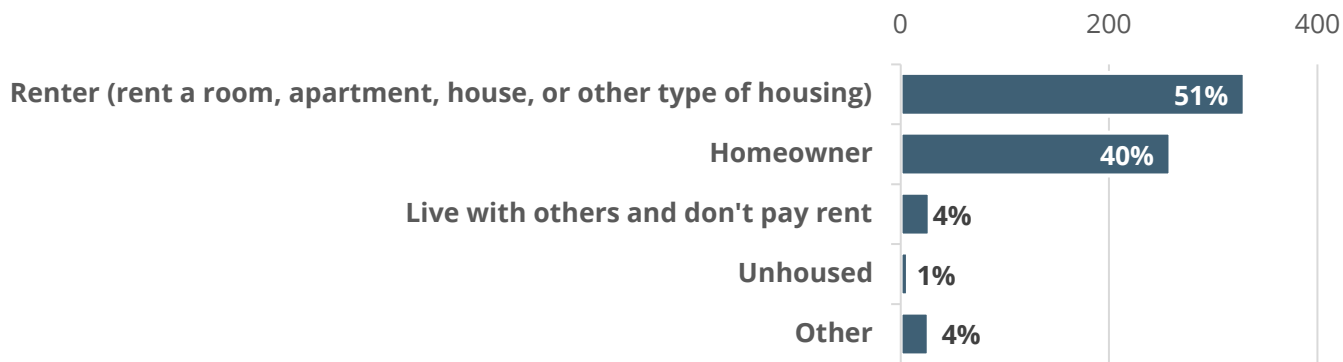 0 200 400
Renter (rent a room, apartment, house, or other type of housing) 51%
Homeowner 40%
Live with others and don't pay rent 4%
Unhoused 1%
Other 4%